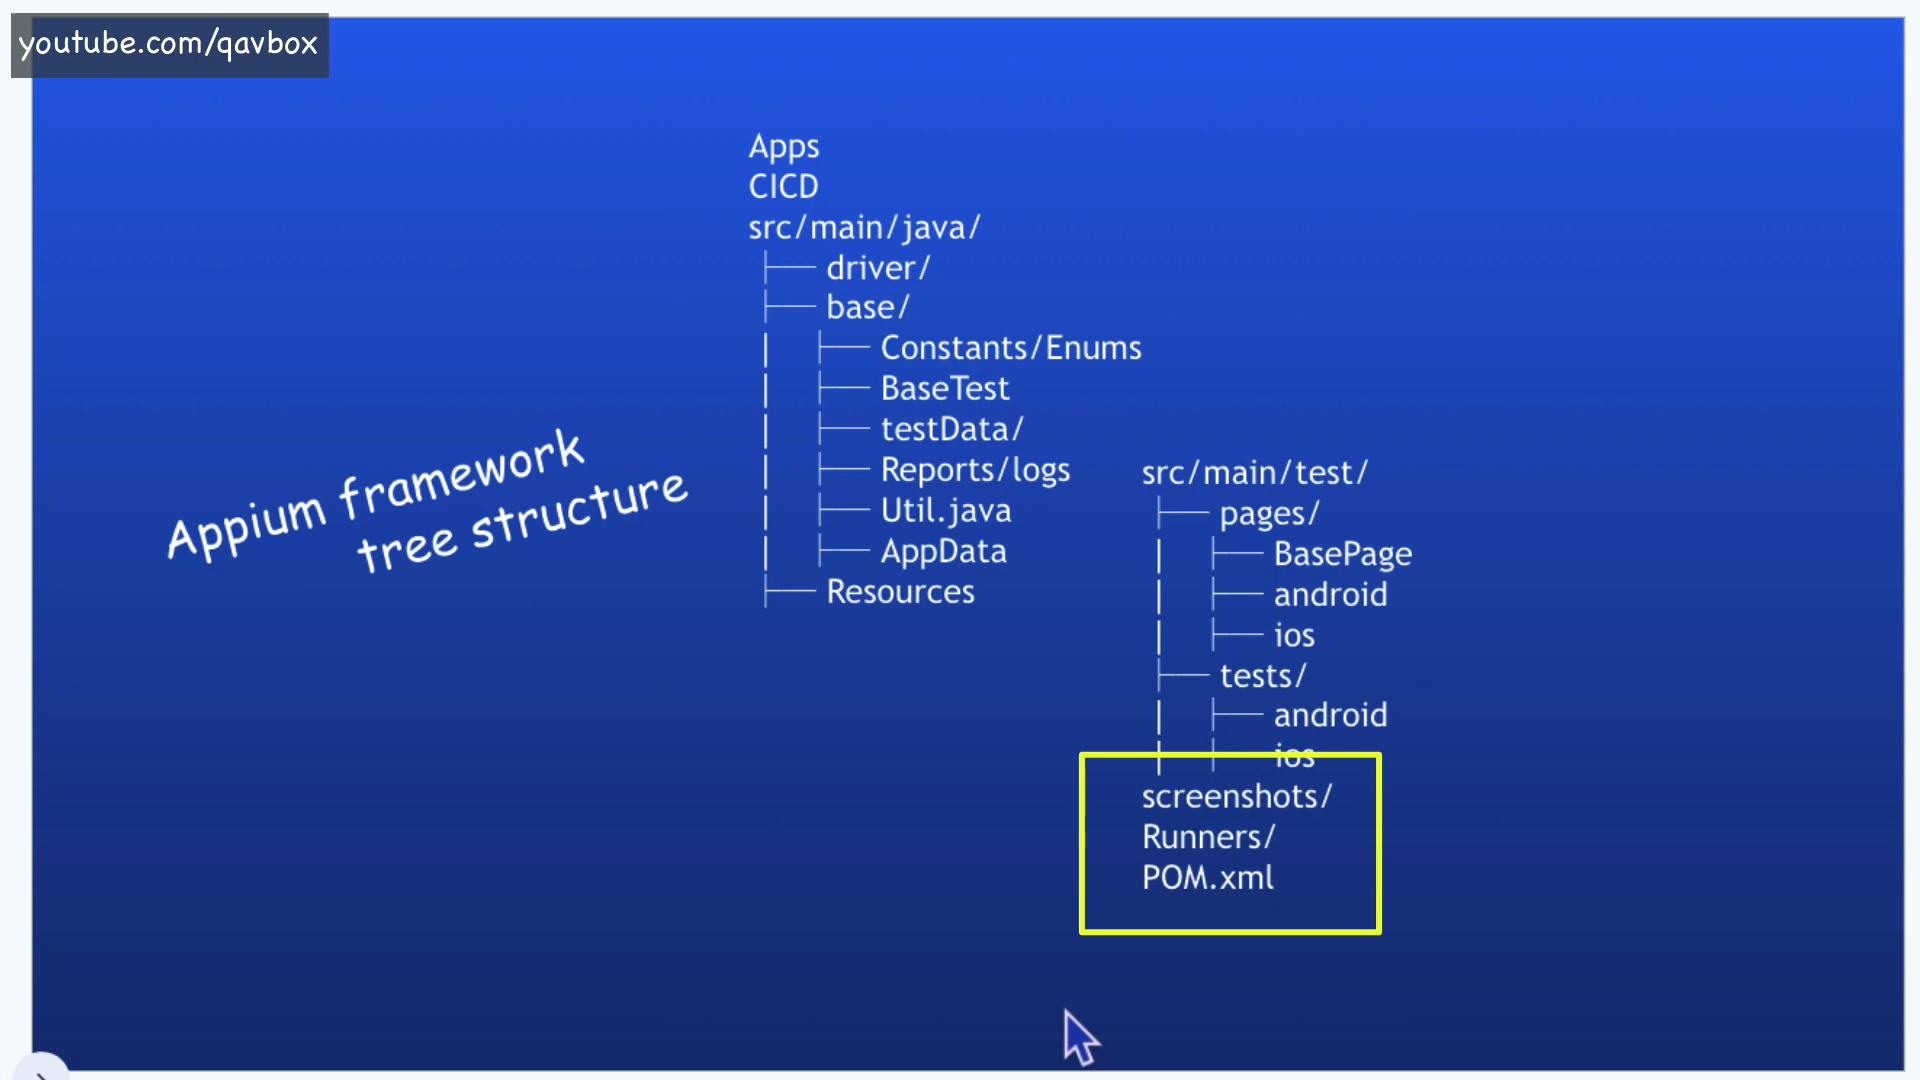 youtube.com/qavbox
Appium framework
tree structure
Apps
CICD
src/main/java/
├── driver/
├── base/
|   ├── Constants/Enums
|   ├── BaseTest
|   ├── testData/
|   ├── Reports/logs
|   ├── Util.java
|   ├── AppData
├── Resources
src/main/test/
├── pages/
|   ├── BasePage
|   ├── android
|   ├── ios
├── tests/
|   ├── android
|   ├── ios
screenshots/
Runners/
POM.xml